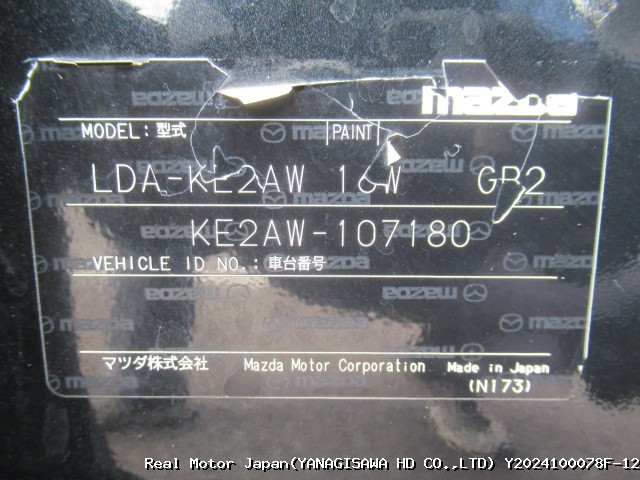 mazda
MODEL: 型式 PAINT
LDA-KE2AW 16W GB2
KE2AW-107180
VEHICLE ID NO.: 車台番号
マツダ株式会社 Mazda Motor Corporation Made in Japan
(N173)
Real Motor Japan(YANAGISAWA HD CO.,LTD) Y2024100078F-12